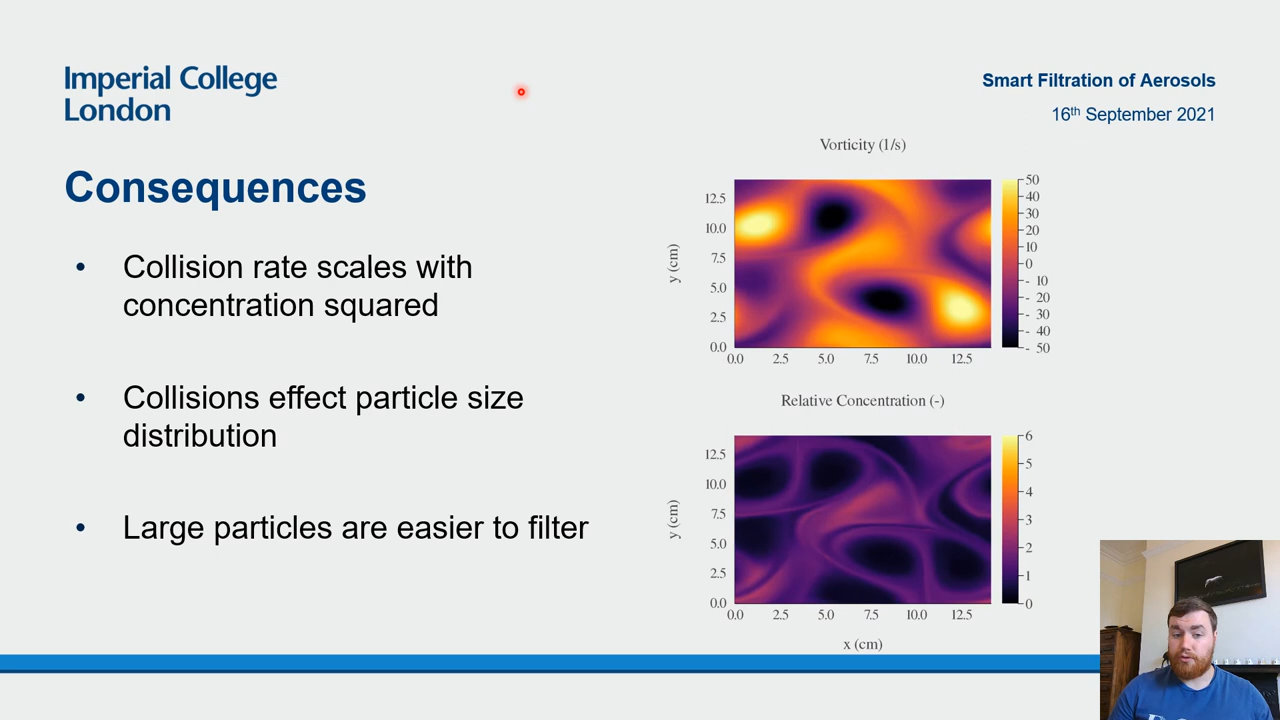 Imperial College
London
Smart Filtration of Aerosols
16th September 2021
Consequences
• Collision rate scales with
concentration squared
• Collisions effect particle size
distribution
• Large particles are easier to filter
Vorticity (1/s)
y (cm)
12.5
10.0
7.5
5.0
2.5
0.0
0.0 2.5 5.0 7.5 10.0 12.5
50
40
30
20
10
0
- 10
- 20
- 30
- 40
- 50
Relative Concentration (-)
y (cm)
12.5
10.0
7.5
5.0
2.5
0.0
0.0 2.5 5.0 7.5 10.0 12.5
x (cm)
6
5
4
3
2
1
0